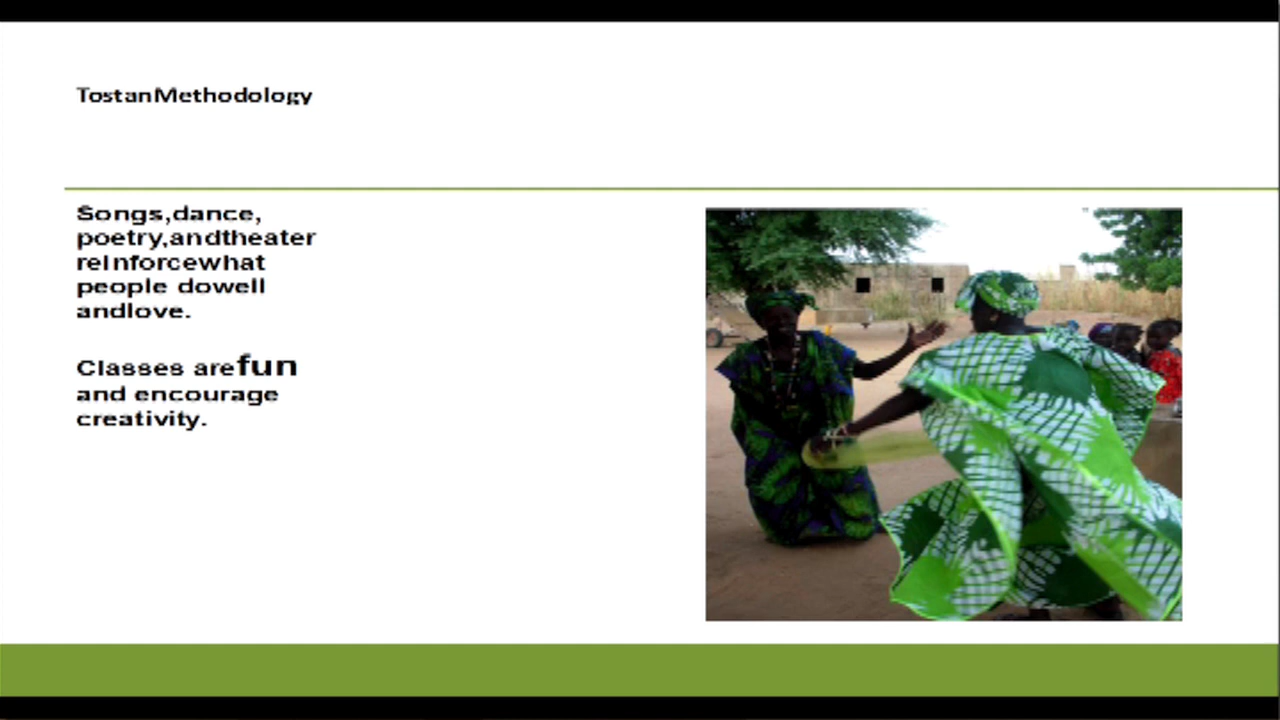 TostanMethodology
Songs,dance,
poetry,andtheater
reinforcewhat
people dowell
andlove.
Classes arefun
and encourage
creativity.